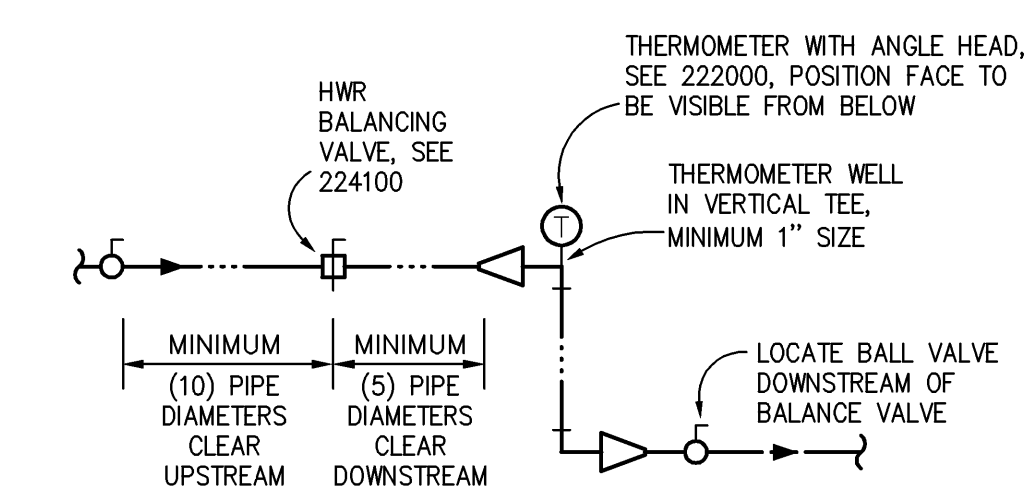 THERMOMETER WITH ANGLE HEAD,
SEE 222000, POSITION FACE TO
BE VISIBLE FROM BELOW
HWR
BALANCING
VALVE, SEE
224100
THERMOMETER WELL
IN VERTICAL TEE,
MINIMUM 1" SIZE
T
MINIMUM
(10) PIPE
DIAMETERS
CLEAR
UPSTREAM
MINIMUM
(5) PIPE
DIAMETERS
CLEAR
DOWNSTREAM
LOCATE BALL VALVE
DOWNSTREAM OF
BALANCE VALVE